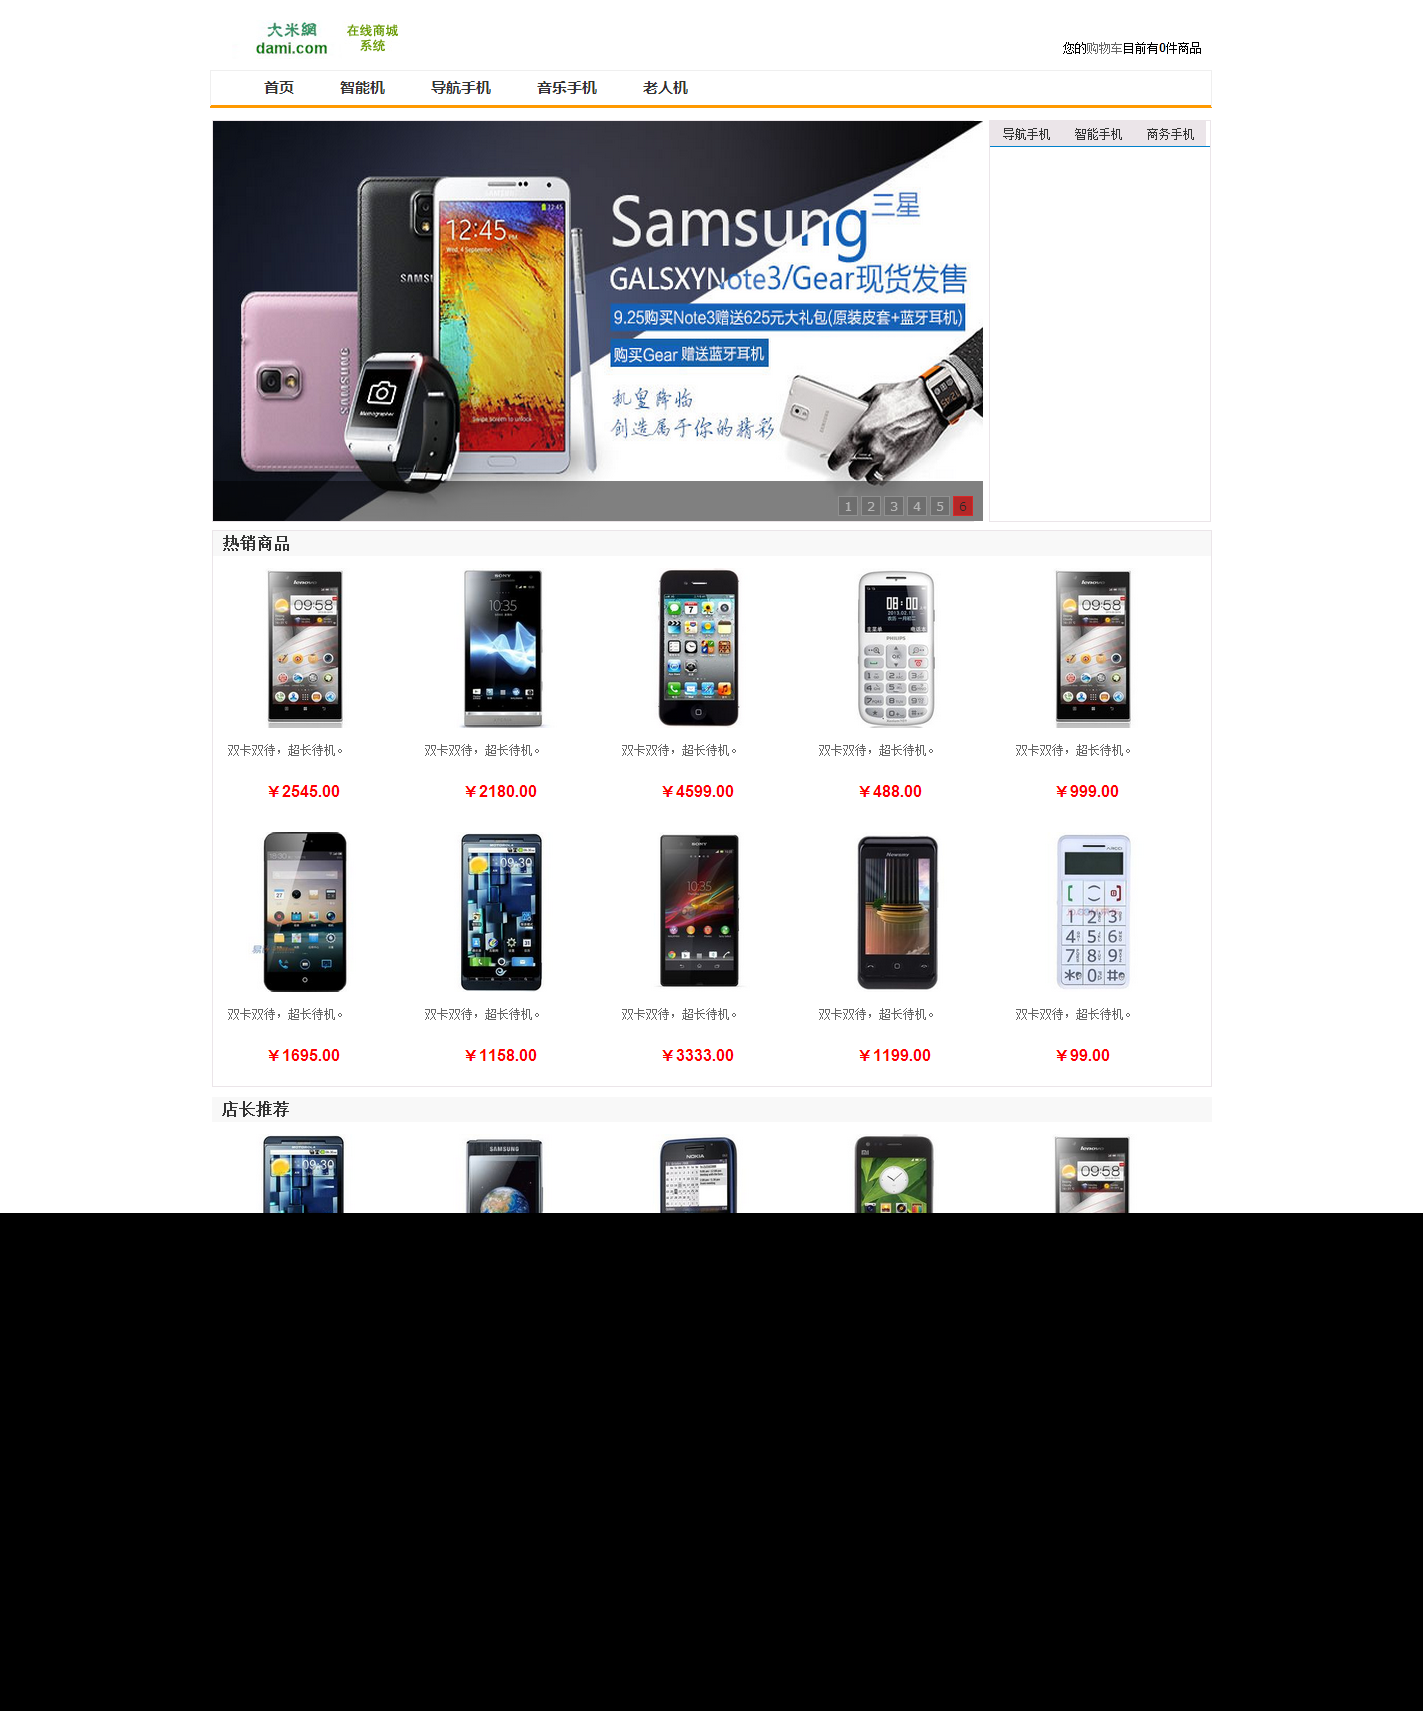 大米網
dami.com
在线商城
系统
您的购物车目前有0件商品
首页 智能机 导航手机 音乐手机 老人机
Samsung三星
GALSXYNote3/Gear现货发售
9.25购买Note3赠送625元大礼包(原装皮套+蓝牙耳机)
购买Gear 赠送蓝牙耳机
机皇降临
创造属于你的精彩
12:45
SAMSUNG
1 2 3 4 5 6
导航手机 智能手机 商务手机
热销商品
双卡双待，超长待机。 双卡双待，超长待机。 双卡双待，超长待机。 双卡双待，超长待机。 双卡双待，超长待机。
￥2545.00 ￥2180.00 ￥4599.00 ￥488.00 ￥999.00
双卡双待，超长待机。 双卡双待，超长待机。 双卡双待，超长待机。 双卡双待，超长待机。 双卡双待，超长待机。
￥1695.00 ￥1158.00 ￥3333.00 ￥1199.00 ￥99.00
店长推荐